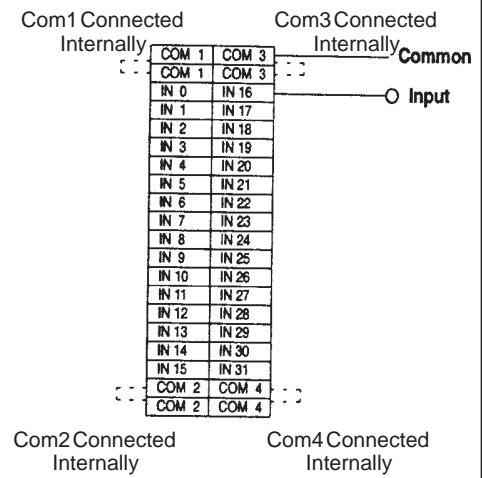 Com1 Connected Internally
Com3 Connected Internally
COM 1 COM 3 Common
COM 1 COM 3
IN 0 IN 16 Input
IN 1 IN 17
IN 2 IN 18
IN 3 IN 19
IN 4 IN 20
IN 5 IN 21
IN 6 IN 22
IN 7 IN 23
IN 8 IN 24
IN 9 IN 25
IN 10 IN 26
IN 11 IN 27
IN 12 IN 28
IN 13 IN 29
IN 14 IN 30
IN 15 IN 31
COM 2 COM 4
COM 2 COM 4
Com2 Connected Internally
Com4 Connected Internally